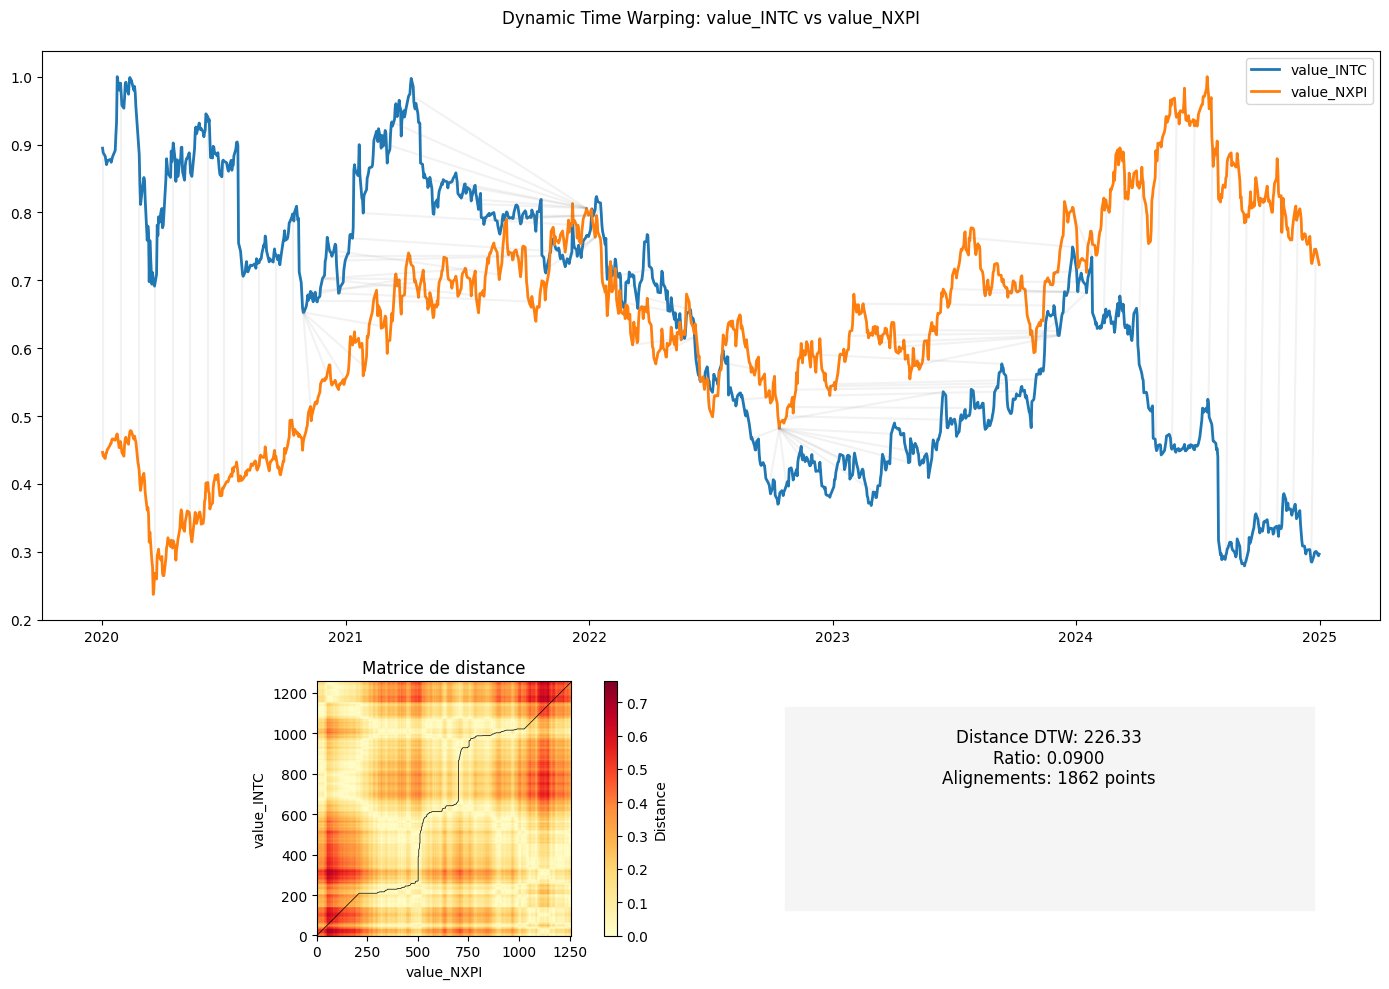 Dynamic Time Warping: value_INTC vs value_NXPI
value_INTC
value_NXPI
1.0
0.9
0.8
0.7
0.6
0.5
0.4
0.3
0.2
2020 2021 2022 2023 2024 2025
Matrice de distance
value_INTC
1200
1000
800
600
400
200
0
0 250 500 750 1000 1250
value_NXPI
0.7
0.6
0.5
0.4
0.3
0.2
0.1
0.0
Distance
Distance DTW: 226.33
Ratio: 0.0900
Alignements: 1862 points